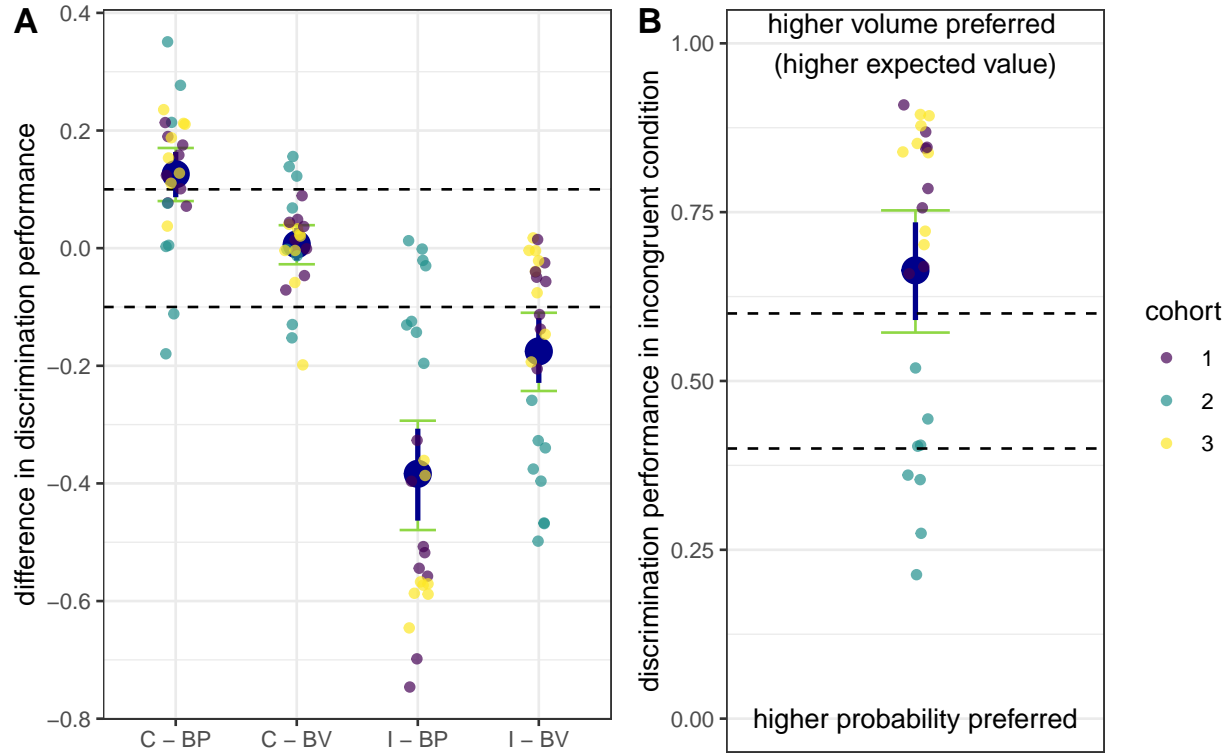 A
difference in discrimination performance
0.4
0.2
0.0
−0.2
−0.4
−0.6
−0.8
C − BP
C − BV
I − BP
I − BV
B
discrimination performance in incongruent condition
1.00
0.75
0.50
0.25
0.00
higher volume preferred
(higher expected value)
higher probability preferred
cohort
1
2
3